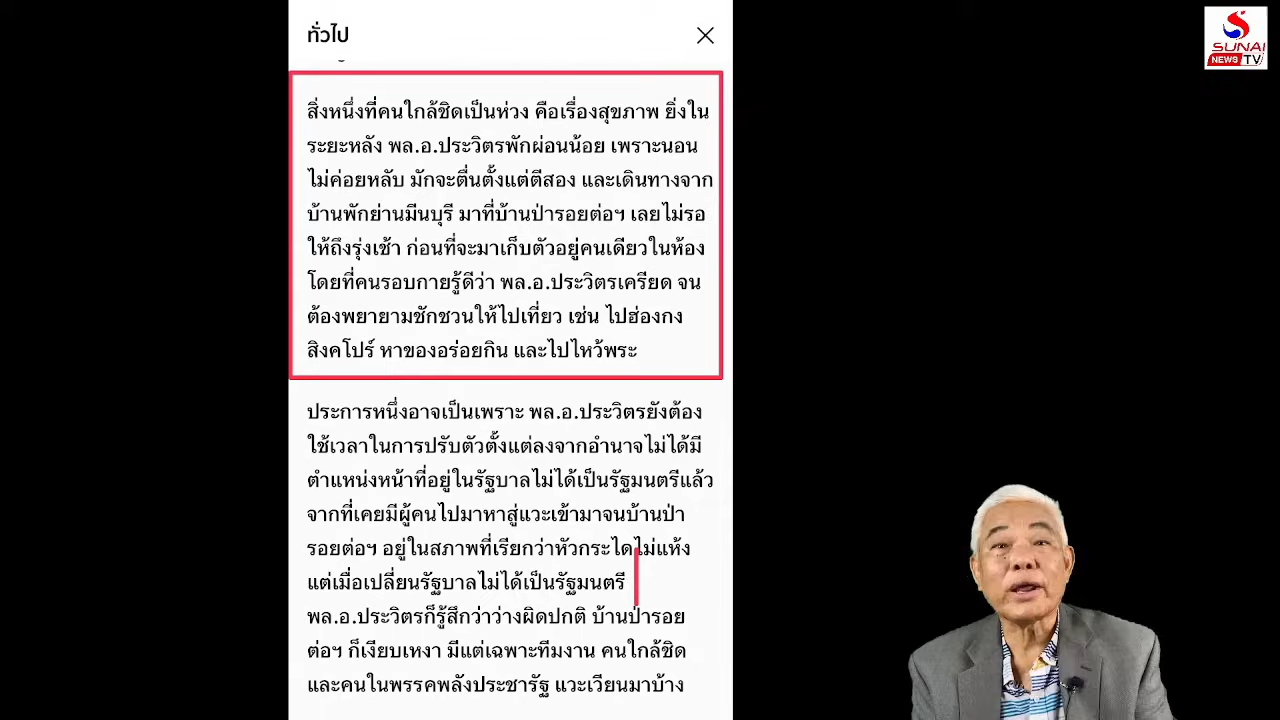 ทั่วไป
SUNAI
NEWS TV
สิ่งหนึ่งที่คนใกล้ชิดเป็นห่วง คือเรื่องสุขภาพ ยิ่งใน
ระยะหลัง พล.อ.ประวิตรพักผ่อนน้อย เพราะนอน
ไม่ค่อยหลับ มักจะตื่นตั้งแต่ตีสอง และเดินทางจาก
บ้านพักย่านมีนบุรี มาที่บ้านป่ารอยต่อฯ เลยไม่รอ
ให้ถึงรุ่งเช้า ก่อนที่จะมาเก็บตัวอยู่คนเดียวในห้อง
โดยที่คนรอบกายรู้ดีว่า พล.อ.ประวิตรเครียด จน
ต้องพยายามชักชวนให้ไปเที่ยว เช่น ไปฮ่องกง
สิงคโปร์ หาของอร่อยกิน และไปไหว้พระ
ประการหนึ่งอาจเป็นเพราะ พล.อ.ประวิตรยังต้อง
ใช้เวลาในการปรับตัวตั้งแต่ลงจากอำนาจไม่ได้มี
ตำแหน่งหน้าที่อยู่ในรัฐบาลไม่ได้เป็นรัฐมนตรีแล้ว
จากที่เคยมีผู้คนไปมาหาสู่แวะเข้ามาจนบ้านป่า
รอยต่อฯ อยู่ในสภาพที่เรียกว่าหัวกระไดไม่แห้ง
แต่เมื่อเปลี่ยนรัฐบาลไม่ได้เป็นรัฐมนตรี
พล.อ.ประวิตรก็รู้สึกว่าว่างผิดปกติ บ้านป่ารอย
ต่อฯ ก็เงียบเหงา มีแต่เฉพาะทีมงาน คนใกล้ชิด
และคนในพรรคพลังประชารัฐ แวะเวียนมาบ้าง